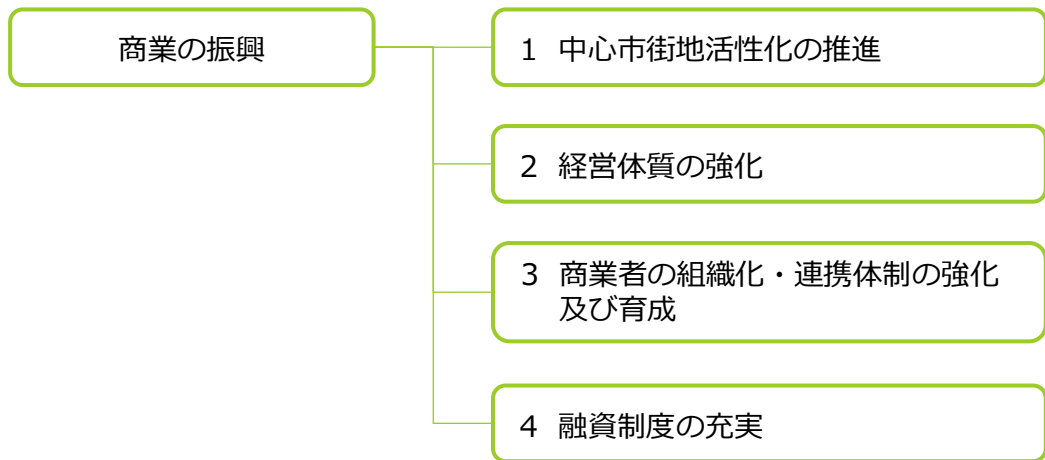 商業の振興
1 中心市街地活性化の推進
2 経営体質の強化
3 商業者の組織化・連携体制の強化
及び育成
4 融資制度の充実